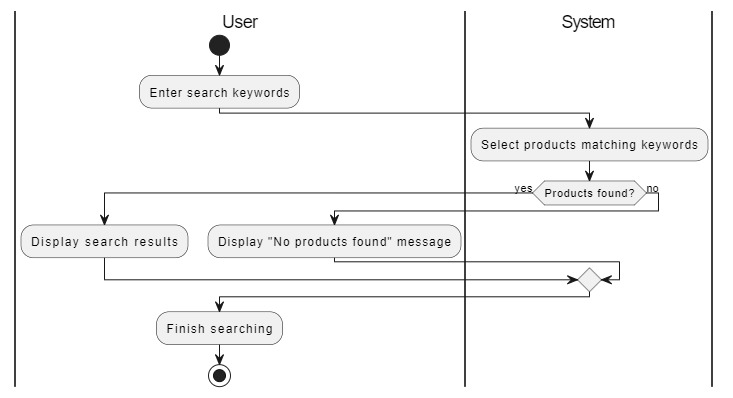 User
System
Enter search keywords
Select products matching keywords
yes
Products found?
no
Display search results
Display "No products found" message
Finish searching